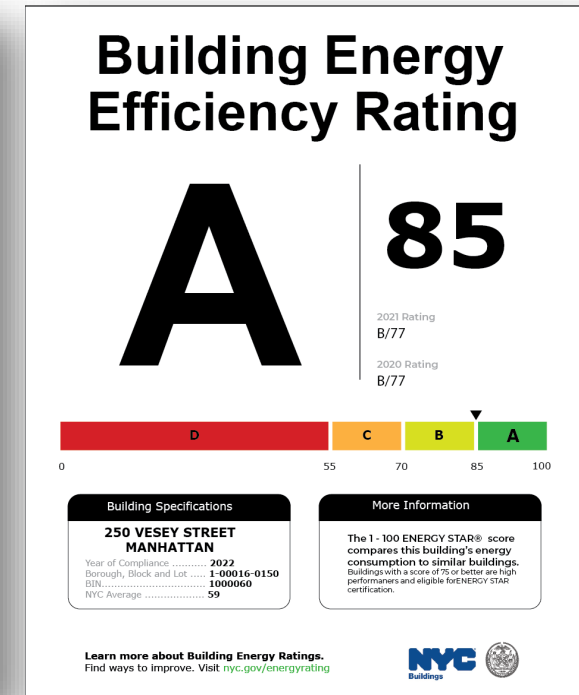 Building Energy
Efficiency Rating
A
85
2021 Rating
B/77
2020 Rating
B/77
D
C
B
A
0
55
70
85
100
Building Specifications
250 VESEY STREET
MANHATTAN
Year of Compliance ........... 2022
Borough, Block and Lot ..... 1-00016-0150
BIN.......................... 1000060
NYC Average .................. 59
More Information
The 1 - 100 ENERGY STAR® score
compares this building's energy
consumption to similar buildings.
Buildings with a score of 75 or better are high
performaners and eligible forENERGY STAR
certification.
Learn more about Building Energy Ratings.
Find ways to improve. Visit nyc.gov/energyrating
NYC
Buildings